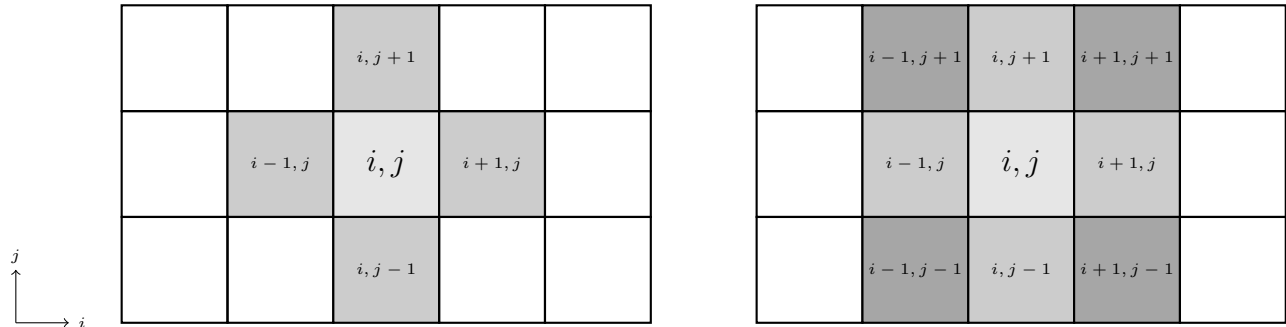 i, j + 1
i − 1, j
i, j
i + 1, j
i, j − 1
j
i
i − 1, j + 1
i, j + 1
i + 1, j + 1
i − 1, j
i, j
i + 1, j
i − 1, j − 1
i, j − 1
i + 1, j − 1